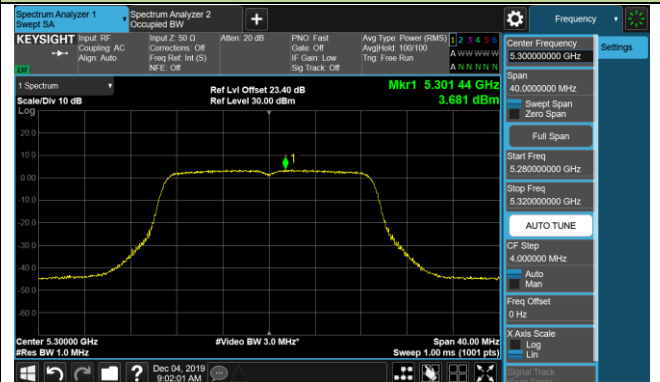 Spectrum Analyzer 1
Swept SA
Spectrum Analyzer 2
Occupied BW
Frequency
KEYSIGHT
Input: RF
Coupling: AC
Align: Auto
Input Z: 50 Ω
Corrections: Off
Freq Ref: Int (S)
NFE: Off
Atten: 20 dB
PNO: Fast
Gate: Off
IF Gain: Low
Sig Track: Off
Avg Type: Power (RMS)
Avg|Hold: 100/100
Trig: Free Run
1 2 3 4 5 6
A WW WW W
A N N N N N
LXI
1 Spectrum
Scale/Div 10 dB
Log
Ref Lvl Offset 23.40 dB
Ref Level 30.00 dBm
Mkr1 5.301 44 GHz
3.681 dBm
20.0
10.0
0.00
-10.0
-20.0
-30.0
-40.0
-50.0
-60.0
1
Center 5.30000 GHz
#Res BW 1.0 MHz
#Video BW 3.0 MHz*
Span 40.00 MHz
Sweep 1.00 ms (1001 pts)
Center Frequency
5.300000000 GHz
Settings
Span
40.0000000 MHz
Swept Span
Zero Span
Full Span
Start Freq
5.280000000 GHz
Stop Freq
5.320000000 GHz
AUTO TUNE
CF Step
4.000000 MHz
Auto
Man
Freq Offset
0 Hz
X Axis Scale
Log
Lin
Signal Track
Dec 04, 2019
9:02:01 AM